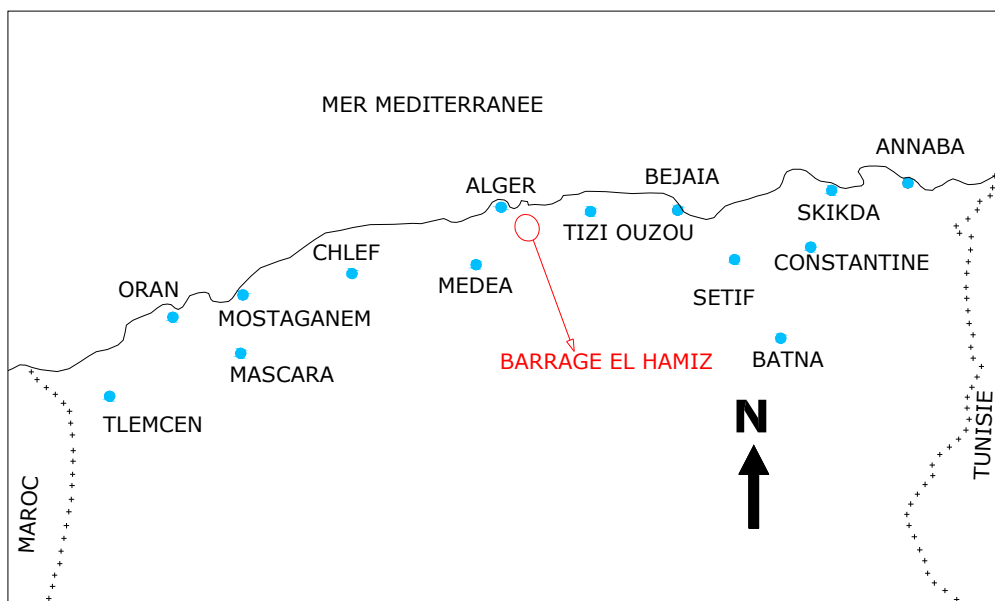 MER MEDITERRANEE
ANNABA
ALGER
BEJAIA
SKIKDA
TIZI OUZOU
CHLEF
CONSTANTINE
MEDEA
ORAN
SETIF
MOSTAGANEM
BARRAGE EL HAMIZ
BATNA
MASCARA
TLEMCEN
N
TUNISIE
MAROC